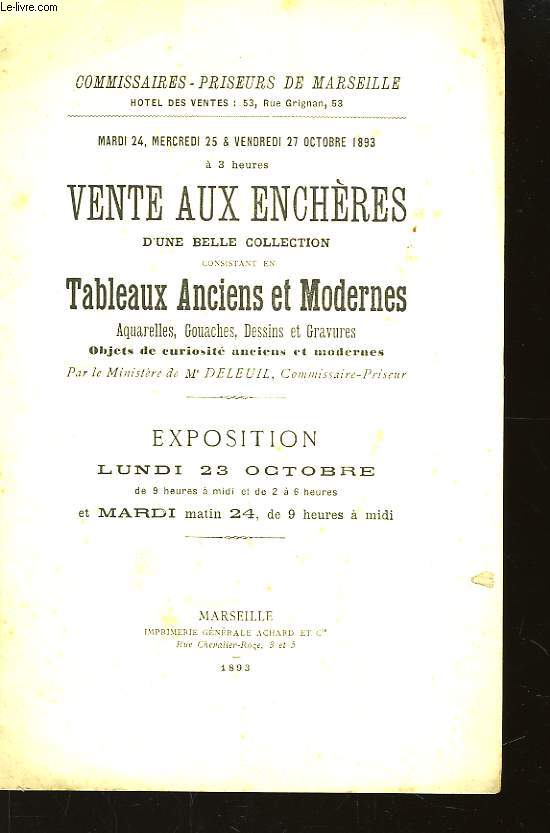 Le-livre.com
COMMISSAIRES - PRISEURS DE MARSEILLE
HOTEL DES VENTES : 53, Rue Grignan, 53
MARDI 24, MERCREDI 25 & VENDREDI 27 OCTOBRE 1893
à 3 heures
VENTE AUX ENCHÈRES
D'UNE BELLE COLLECTION
CONSISTANT EN
Tableaux Anciens et Modernes
Aquarelles, Gouaches, Dessins et Gravures
Objets de curiosité anciens et modernes
Par le Ministère de Me DELEUIL, Commissaire-Priseur
EXPOSITION
LUNDI 23 OCTOBRE
de 9 heures à midi et de 2 à 6 heures
et MARDI matin 24, de 9 heures à midi
MARSEILLE
IMPRIMERIE GÉNÉRALE ACHARD ET Cie
Rue Chevalier-Roze, 3 et 5
1893